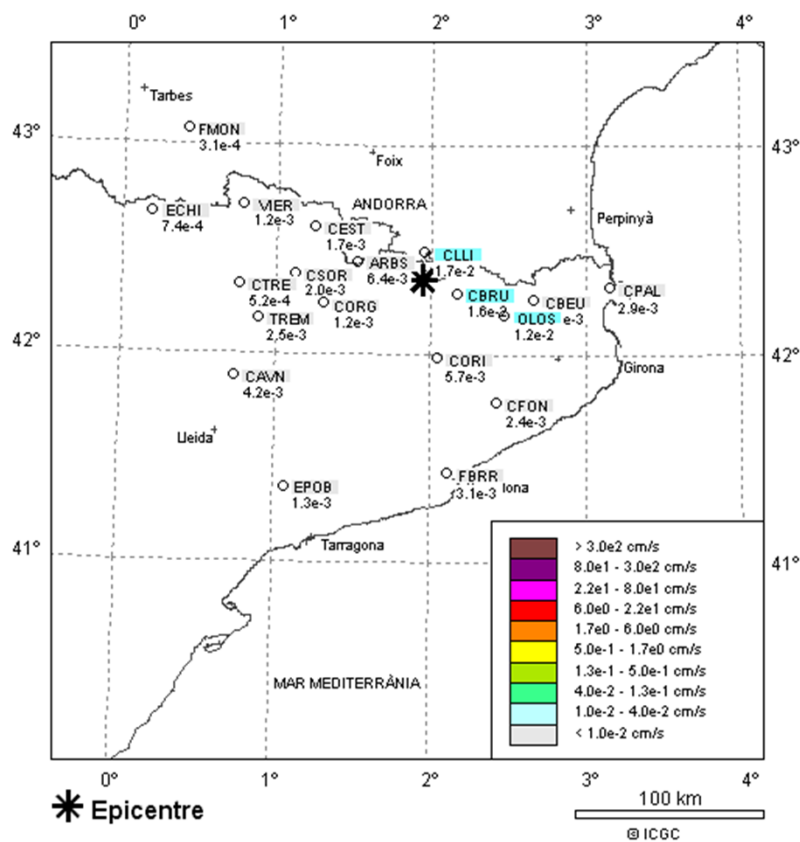 0° 1° 2° 3° 4°
Tarbes
43° FMON 43°
3.1e-4
Foix
ECHI VIER ANDORRA
7.4e-4 1.2e-3 Perpinyà
CEST
1.7e-3
CLLI
ARBS 1.7e-2
6.4e-3
CSOR
2.0e-3
CTRE CBRU CPAL
5.2e-4 1.6e-2 2.9e-3
CORG CBEU
1.2e-3 e-3
TREM OLOS
2.5e-3 1.2e-2
42° 42°
CORI Girona
5.7e-3
CAVN
4.2e-3
CFON
2.4e-3
Lleida
FBRR
3.1e-3 lona
EPOB
1.3e-3
41° Tarragona 41°
> 3.0e2 cm/s
8.0e1 - 3.0e2 cm/s
2.2e1 - 8.0e1 cm/s
6.0e0 - 2.2e1 cm/s
1.7e0 - 6.0e0 cm/s
5.0e-1 - 1.7e0 cm/s
1.3e-1 - 5.0e-1 cm/s
4.0e-2 - 1.3e-1 cm/s
1.0e-2 - 4.0e-2 cm/s
< 1.0e-2 cm/s
MAR MEDITERRÀNIA
0° 1° 2° 3° 4°
Epicentre
100 km
© ICGC